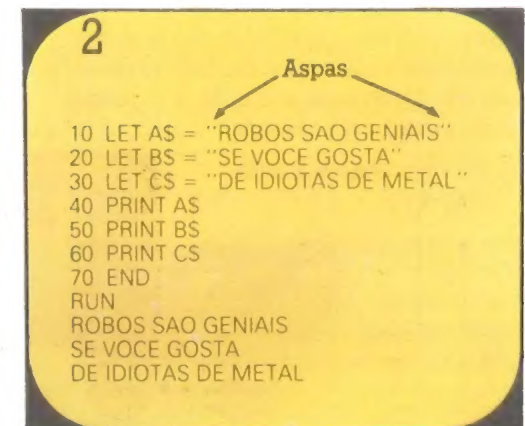 2
Aspas
10 LET A$ = "ROBOS SAO GENIAIS"
20 LET B$ = "SE VOCE GOSTA"
30 LET C$ = "DE IDIOTAS DE METAL"
40 PRINT A$
50 PRINT B$
60 PRINT C$
70 END
RUN
ROBOS SAO GENIAIS
SE VOCE GOSTA
DE IDIOTAS DE METAL